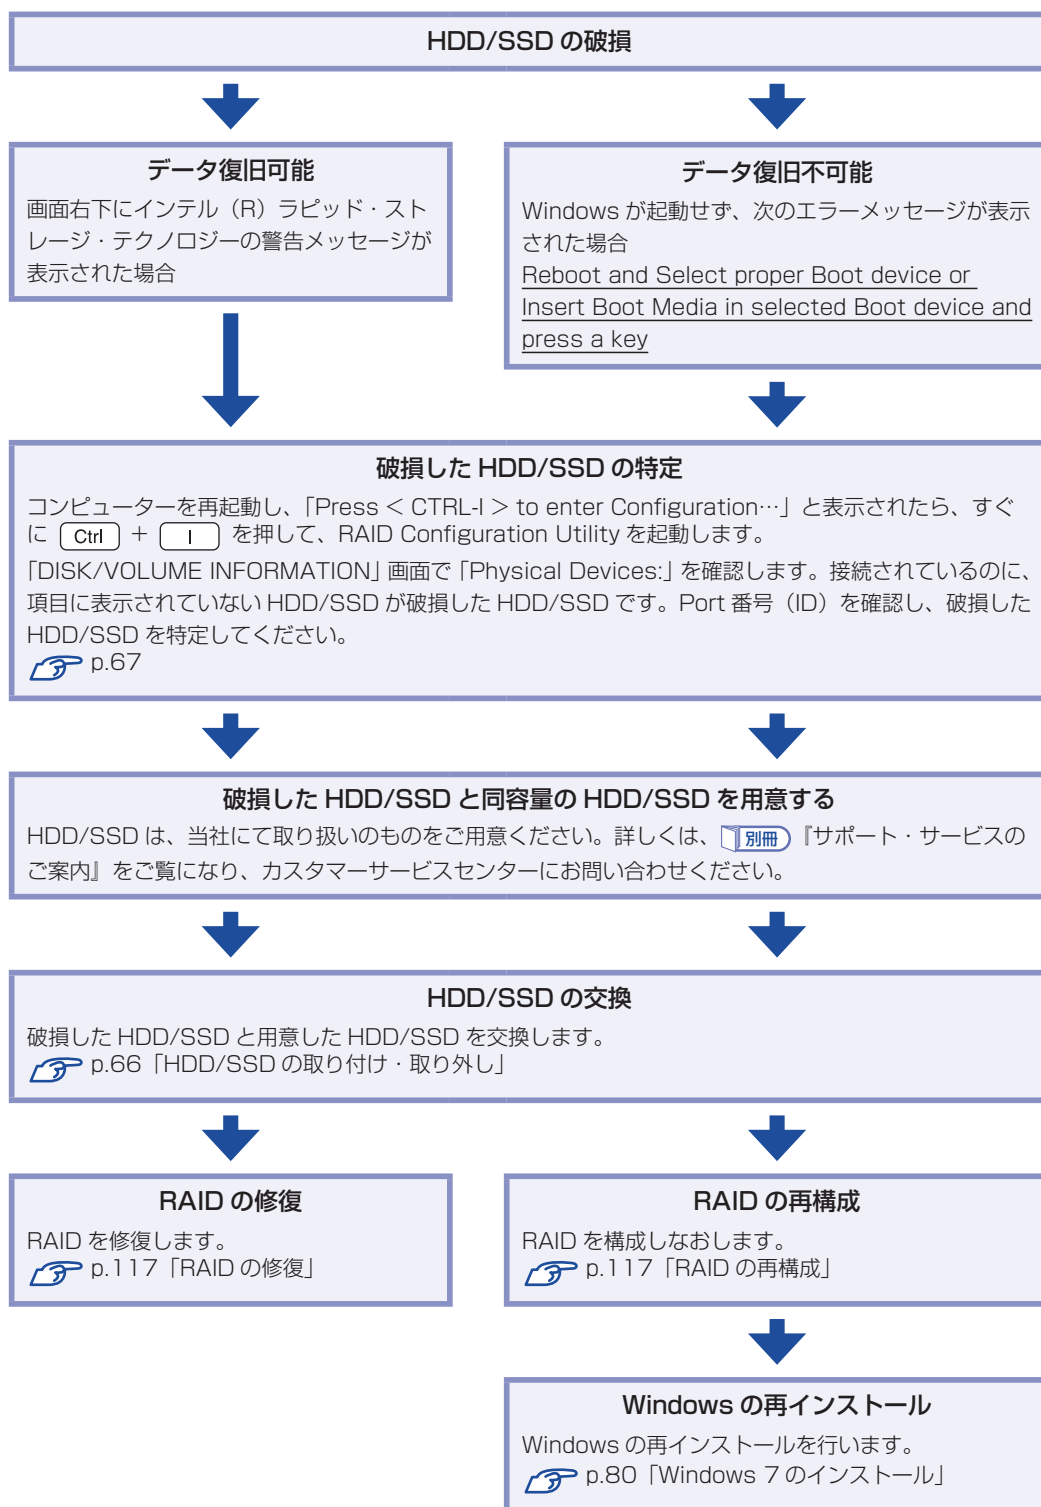 HDD/SSD の破損
データ復旧可能
画面右下にインテル（R）ラピッド・スト
レージ・テクノロジーの警告メッセージが
表示された場合
データ復旧不可能
Windows が起動せず、次のエラーメッセージが表示
された場合
Reboot and Select proper Boot device or
Insert Boot Media in selected Boot device and
press a key
破損した HDD/SSD の特定
コンピューターを再起動し、「Press < CTRL-I > to enter Configuration…」と表示されたら、すぐ
に Ctrl + I を押して、RAID Configuration Utility を起動します。
「DISK/VOLUME INFORMATION」画面で「Physical Devices:」を確認します。接続されているのに、
項目に表示されていない HDD/SSD が破損した HDD/SSD です。Port 番号（ID）を確認し、破損した
HDD/SSD を特定してください。
p.67
破損した HDD/SSD と同容量の HDD/SSD を用意する
HDD/SSD は、当社にて取り扱いのものをご用意ください。詳しくは、 別冊 『サポート・サービスの
ご案内』をご覧になり、カスタマーサービスセンターにお問い合わせください。
HDD/SSD の交換
破損した HDD/SSD と用意した HDD/SSD を交換します。
p.66「HDD/SSD の取り付け・取り外し」
RAID の修復
RAID を修復します。
p.117「RAID の修復」
RAID の再構成
RAID を構成しなおします。
p.117「RAID の再構成」
Windows の再インストール
Windows の再インストールを行います。
p.80「Windows 7 のインストール」